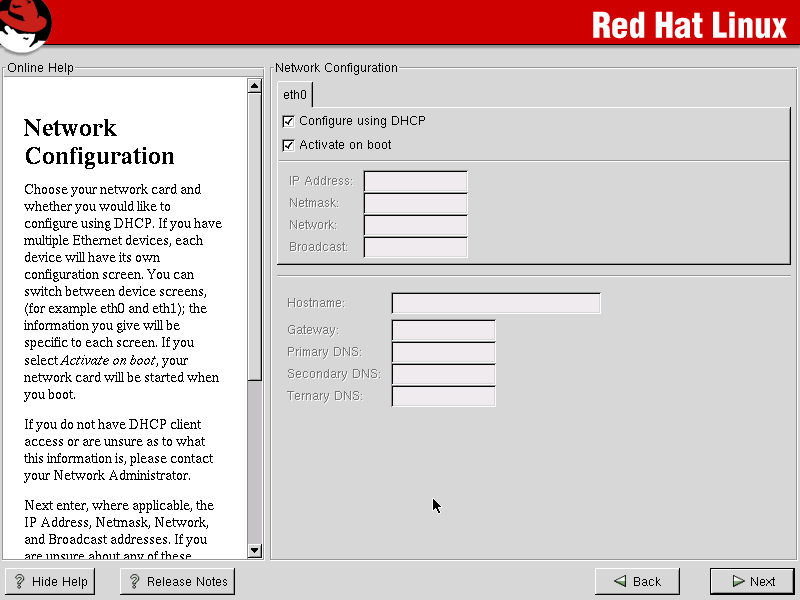 Red Hat Linux
Online Help
Network
Configuration
Choose your network card and
whether you would like to
configure using DHCP. If you have
multiple Ethernet devices, each
device will have its own
configuration screen. You can
switch between device screens,
(for example eth0 and eth1); the
information you give will be
specific to each screen. If you
select Activate on boot, your
network card will be started when
you boot.
If you do not have DHCP client
access or are unsure as to what
this information is, please contact
your Network Administrator.
Next enter, where applicable, the
IP Address, Netmask, Network,
and Broadcast addresses. If you
are unsure about any of these
Network Configuration
eth0
Configure using DHCP
Activate on boot
IP Address:
Netmask:
Network:
Broadcast:
Hostname:
Gateway:
Primary DNS:
Secondary DNS:
Ternary DNS:
Hide Help
Release Notes
Back
Next